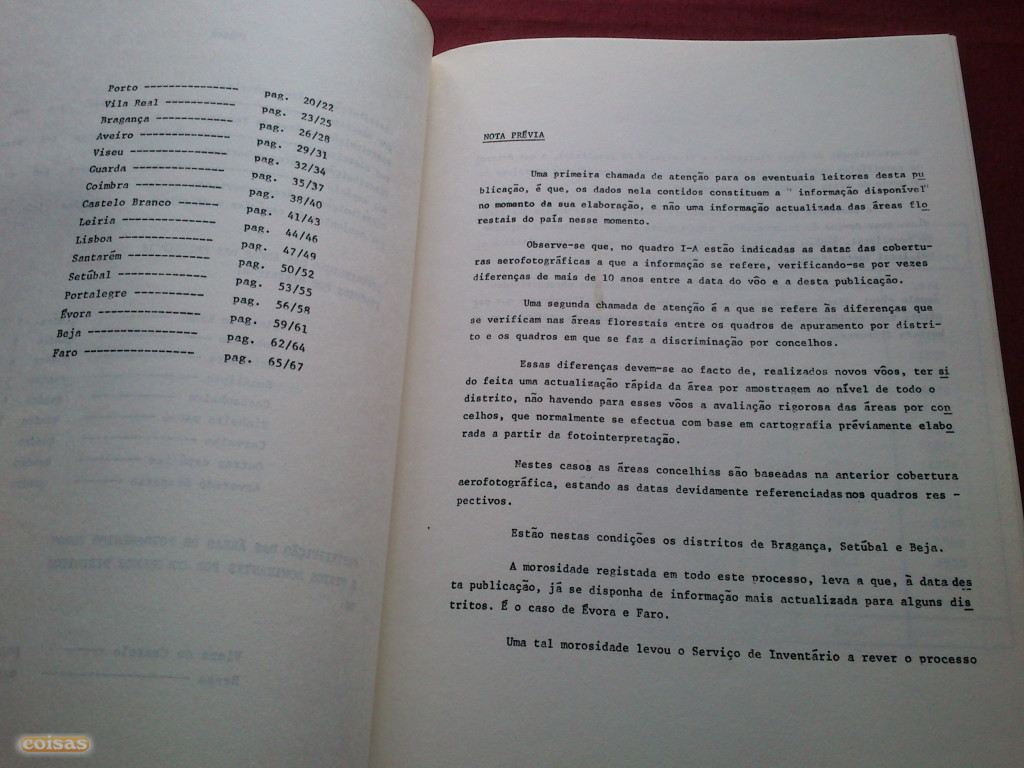 Porto --------------- pag. 20/22
Vila Real ----------- pag. 23/25
Bragança ------------ pag. 26/28
Aveiro -------------- pag. 29/31
Viseu --------------- pag. 32/34
Guarda -------------- pag. 35/37
Coimbra ------------- pag. 38/40
Castelo Branco ------ pag. 41/43
Leiria -------------- pag. 44/46
Lisboa -------------- pag. 47/49
Santarém ------------ pag. 50/52
Setúbal ------------- pag. 53/55
Portalegre ---------- pag. 56/58
Évora --------------- pag. 59/61
Beja ---------------- pag. 62/64
Faro ---------------- pag. 65/67
NOTA PRÉVIA
Uma primeira chamada de atenção para os eventuais leitores desta pu
blicação, é que, os dados nela contidos constituem a " informação disponível"
no momento da sua elaboração, e não uma informação actualizada das áreas flo
restais do país nesse momento.
Observe-se que, no quadro I-A estão indicadas as datas das cobertu-
ras aerofotográficas a que a informação se refere, verificando-se por vezes
diferenças de mais de 10 anos entre a data do vôo e a desta publicação.
Uma segunda chamada de atenção é a que se refere às diferenças que
se verificam nas áreas florestais entre os quadros de apuramento por distri-
to e os quadros em que se faz a discriminação por concelhos.
Essas diferenças devem-se ao facto de, realizados novos vôos, ter si
do feita uma actualização rápida da área por amostragem ao nível de todo o
distrito, não havendo para esses vôos a avaliação rigorosa das áreas por con
celhos, que normalmente se efectua com base em cartografia préviamente elabo
rada a partir da fotointerpretação.
Nestes casos as áreas concelhias são baseadas na anterior cobertura
aerofotográfica, estando as datas devidamente referenciadas nos quadros res -
pectivos.
Estão nestas condições os distritos de Bragança, Setúbal e Beja.
A morosidade registada em todo este processo, leva a que, à data des
ta publicação, já se disponha de informação mais actualizada para alguns dis
tritos. É o caso de Évora e Faro.
Uma tal morosidade levou o Serviço de Inventário a rever o processo
coisas